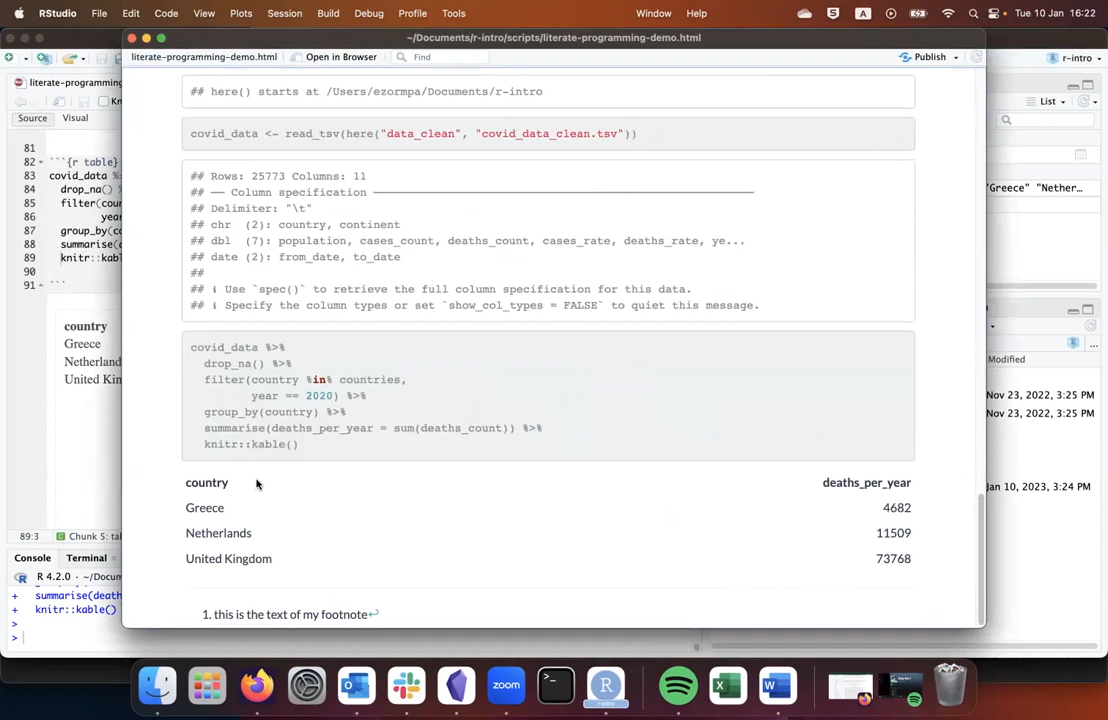 RStudio File Edit Code View Plots Session Build Debug Profile Tools Window Help S A Tue 10 Jan 16:22
~/Documents/r-intro/scripts/literate-programming-demo.html
literate-programming-demo.html Open in Browser Find Publish
r-intro
literate-programming-dem
Source Visual
List
81
82 ```{r table}
83 covid_data %>
84 drop_na()
85 filter(cou
86 year
87 group_by(c
88 summarise(d
89 knitr::kabl
90
91 ```
country
Greece
Netherland
United Kin
89:3 Chunk 5: tab
Console Terminal
R 4.2.0 · ~/Docum
+ summarise(death
+ knitr::kable()
>
>
## here() starts at /Users/ezormpa/Documents/r-intro
covid_data <- read_tsv(here("data_clean", "covid_data_clean.tsv"))
## Rows: 25773 Columns: 11
## ── Column specification ────────────────
## Delimiter: "\t"
## chr (2): country, continent
## dbl (7): population, cases_count, deaths_count, cases_rate, deaths_rate, ye...
## date (2): from_date, to_date
##
## ℹ Use `spec()` to retrieve the full column specification for this data.
## ℹ Specify the column types or set `show_col_types = FALSE` to quiet this message.
covid_data %>%
drop_na() %>%
filter(country %in% countries,
year == 2020) %>%
group_by(country) %>%
summarise(deaths_per_year = sum(deaths_count)) %>%
knitr::kable()
country deaths_per_year
Greece 4682
Netherlands 11509
United Kingdom 73768
1. this is the text of my footnote↩
"Greek" "Nether…
Modified
Nov 23, 2022, 3:25 PM
Nov 23, 2022, 3:25 PM
Jan 10, 2023, 3:24 PM
zoom